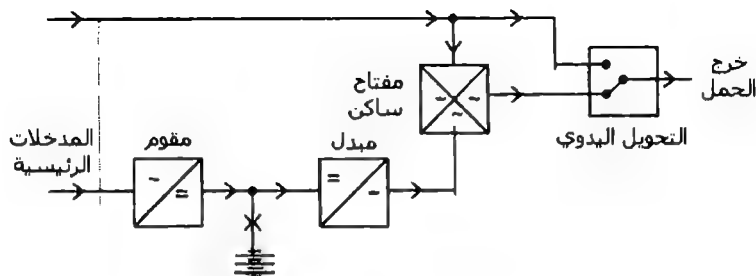 مفتاح
ساكن
خرج
الحمل
التحويل اليدوي
المدخلات
الرئيسية
مقوم
مبدل